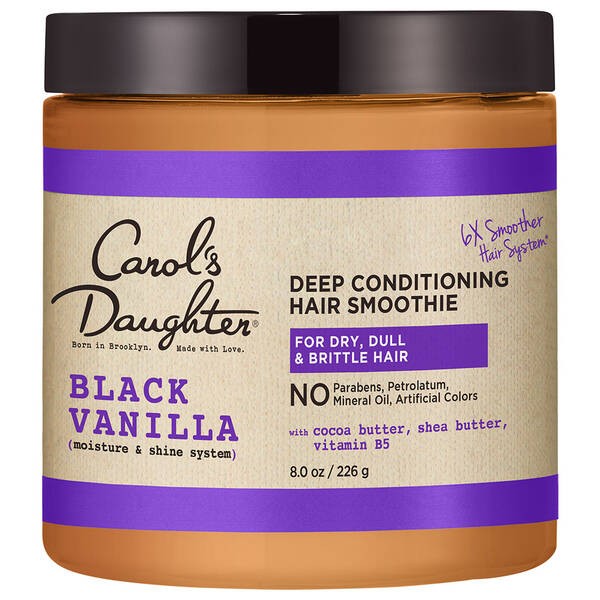 Carol's
Daughter®
Born in Brooklyn. Made with Love.
BLACK
VANILLA
(moisture & shine system)
6X Smoother
Hair System*
DEEP CONDITIONING
HAIR SMOOTHIE
FOR DRY, DULL
& BRITTLE HAIR
NO Parabens, Petrolatum,
Mineral Oil, Artificial Colors
with cocoa butter, shea butter,
vitamin B5
8.0 oz / 226 g